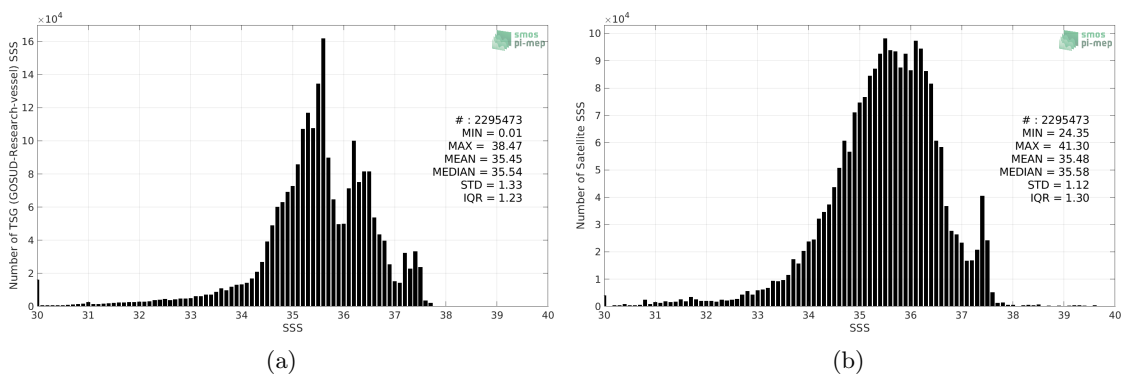 ×10⁴
16
14
12
10
8
6
4
2
0
Number of TSG (GOSUD-Research-vessel) SSS
smos
pi-mep
# : 2295473
MIN = 0.01
MAX = 38.47
MEAN = 35.45
MEDIAN = 35.54
STD = 1.33
IQR = 1.23
30 31 32 33 34 35 36 37 38 39 40
SSS
(a)
×10⁴
10
9
8
7
6
5
4
3
2
1
0
Number of Satellite SSS
smos
pi-mep
# : 2295473
MIN = 24.35
MAX = 41.30
MEAN = 35.48
MEDIAN = 35.58
STD = 1.12
IQR = 1.30
30 31 32 33 34 35 36 37 38 39 40
SSS
(b)